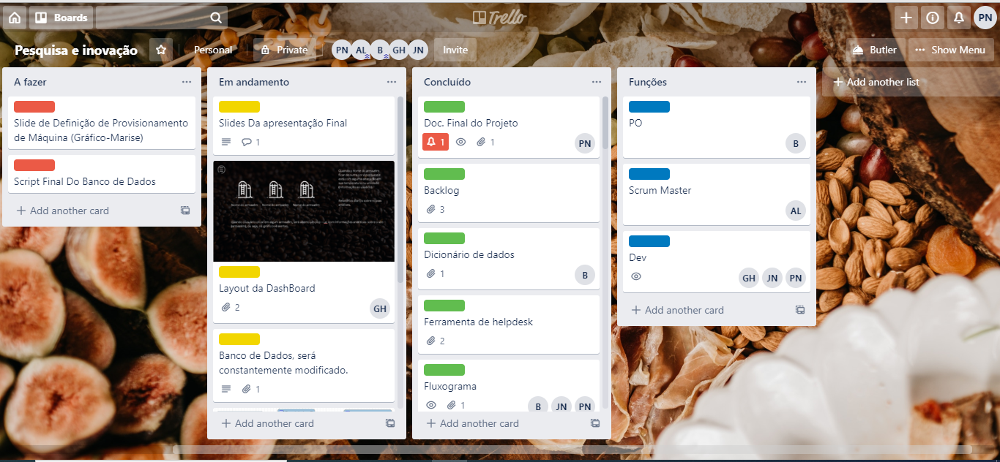 Boards
Trello
PN
Pesquisa e inovação
Personal
Private
PN AL B GH JN
Invite
Butler
Show Menu
A fazer
Slide de Definição de Provisionamento
de Máquina (Gráfico-Marise)
Script Final Do Banco de Dados
Add another card
Em andamento
Slides Da apresentação Final
1
Layout da DashBoard
2
GH
Banco de Dados, será
constantemente modificado.
1
Add another card
Concluído
Doc. Final do Projeto
1 1
PN
Backlog
3
Dicionário de dados
1
B
Ferramenta de helpdesk
2
Fluxograma
1
B JN PN
Add another card
Funções
PO
B
Scrum Master
AL
Dev
GH JN PN
Add another card
Add another list